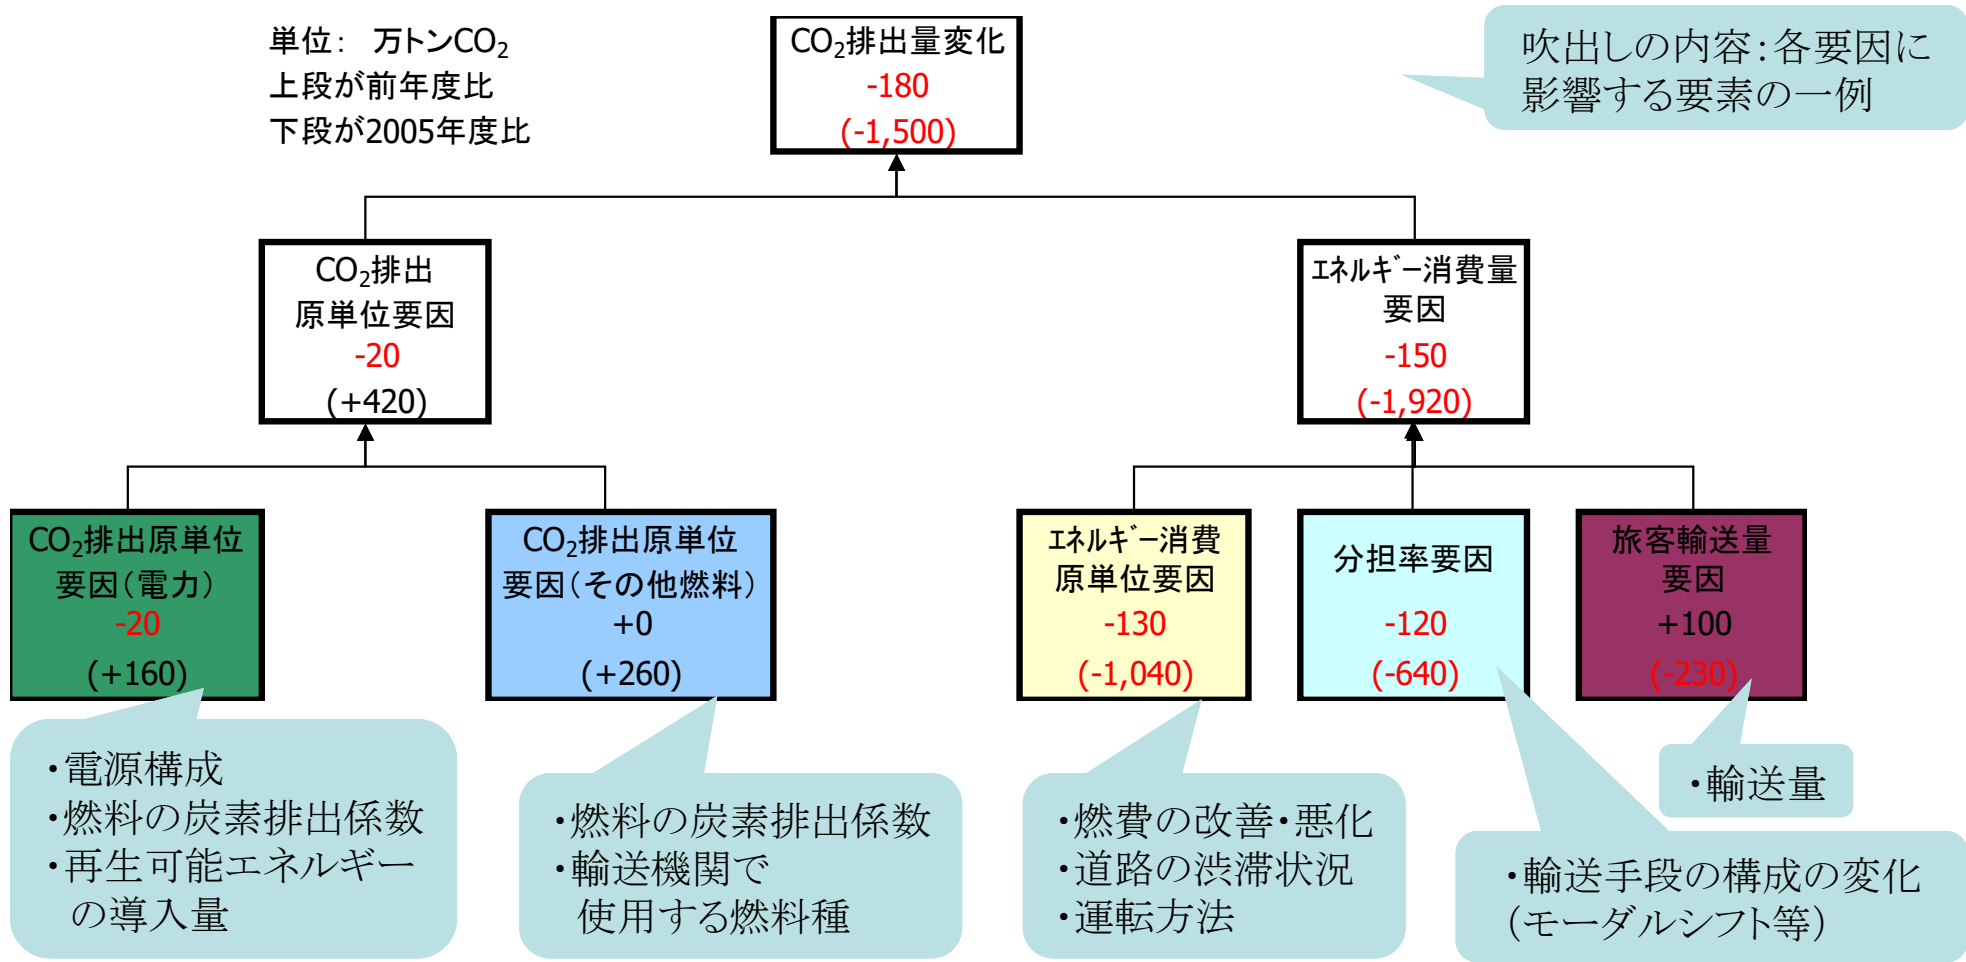 単位： 万トンCO₂
上段が前年度比
下段が2005年度比
CO₂排出量変化
-180
(-1,500)
吹出しの内容：各要因に
影響する要素の一例
CO₂排出
原単位要因
-20
(+420)
ｴﾈﾙｷﾞｰ消費量
要因
-150
(-1,920)
CO₂排出原単位
要因（電力）
-20
(+160)
CO₂排出原単位
要因（その他燃料）
+0
(+260)
ｴﾈﾙｷﾞｰ消費
原単位要因
-130
(-1,040)
分担率要因
-120
(-640)
旅客輸送量
要因
+100
(-230)
・電源構成
・燃料の炭素排出係数
・再生可能エネルギー
の導入量
・燃料の炭素排出係数
・輸送機関で
使用する燃料種
・燃費の改善・悪化
・道路の渋滞状況
・運転方法
・輸送量
・輸送手段の構成の変化
（モーダルシフト等）